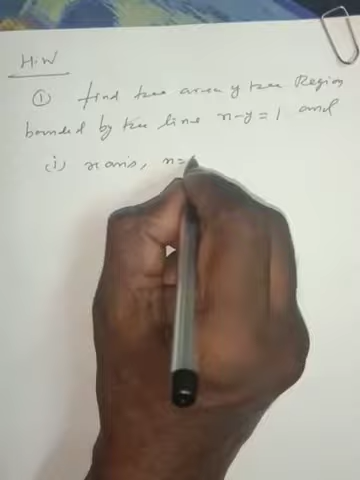 H.W
① find the area of the Region
bounded by the line x-y=1 and
(i) x axis, x=